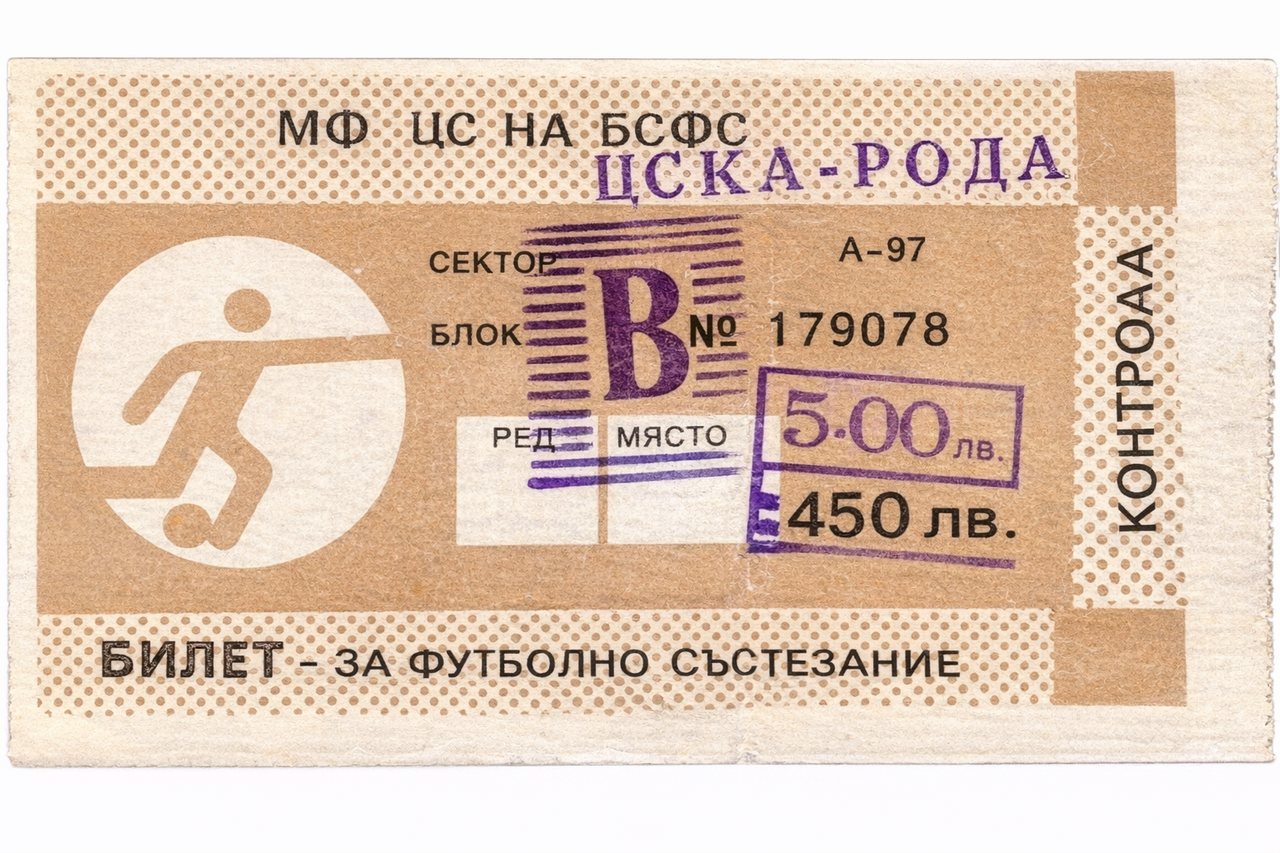 МФ ЦС НА БСФС
ЦСКА-РОДА
СЕКТОР
В
А-97
БЛОК
№ 179078
РЕД
МЯСТО
5.00 лв.
450 лв.
БИЛЕТ – ЗА ФУТБОЛНО СЪСТЕЗАНИЕ
КОНТРОАА